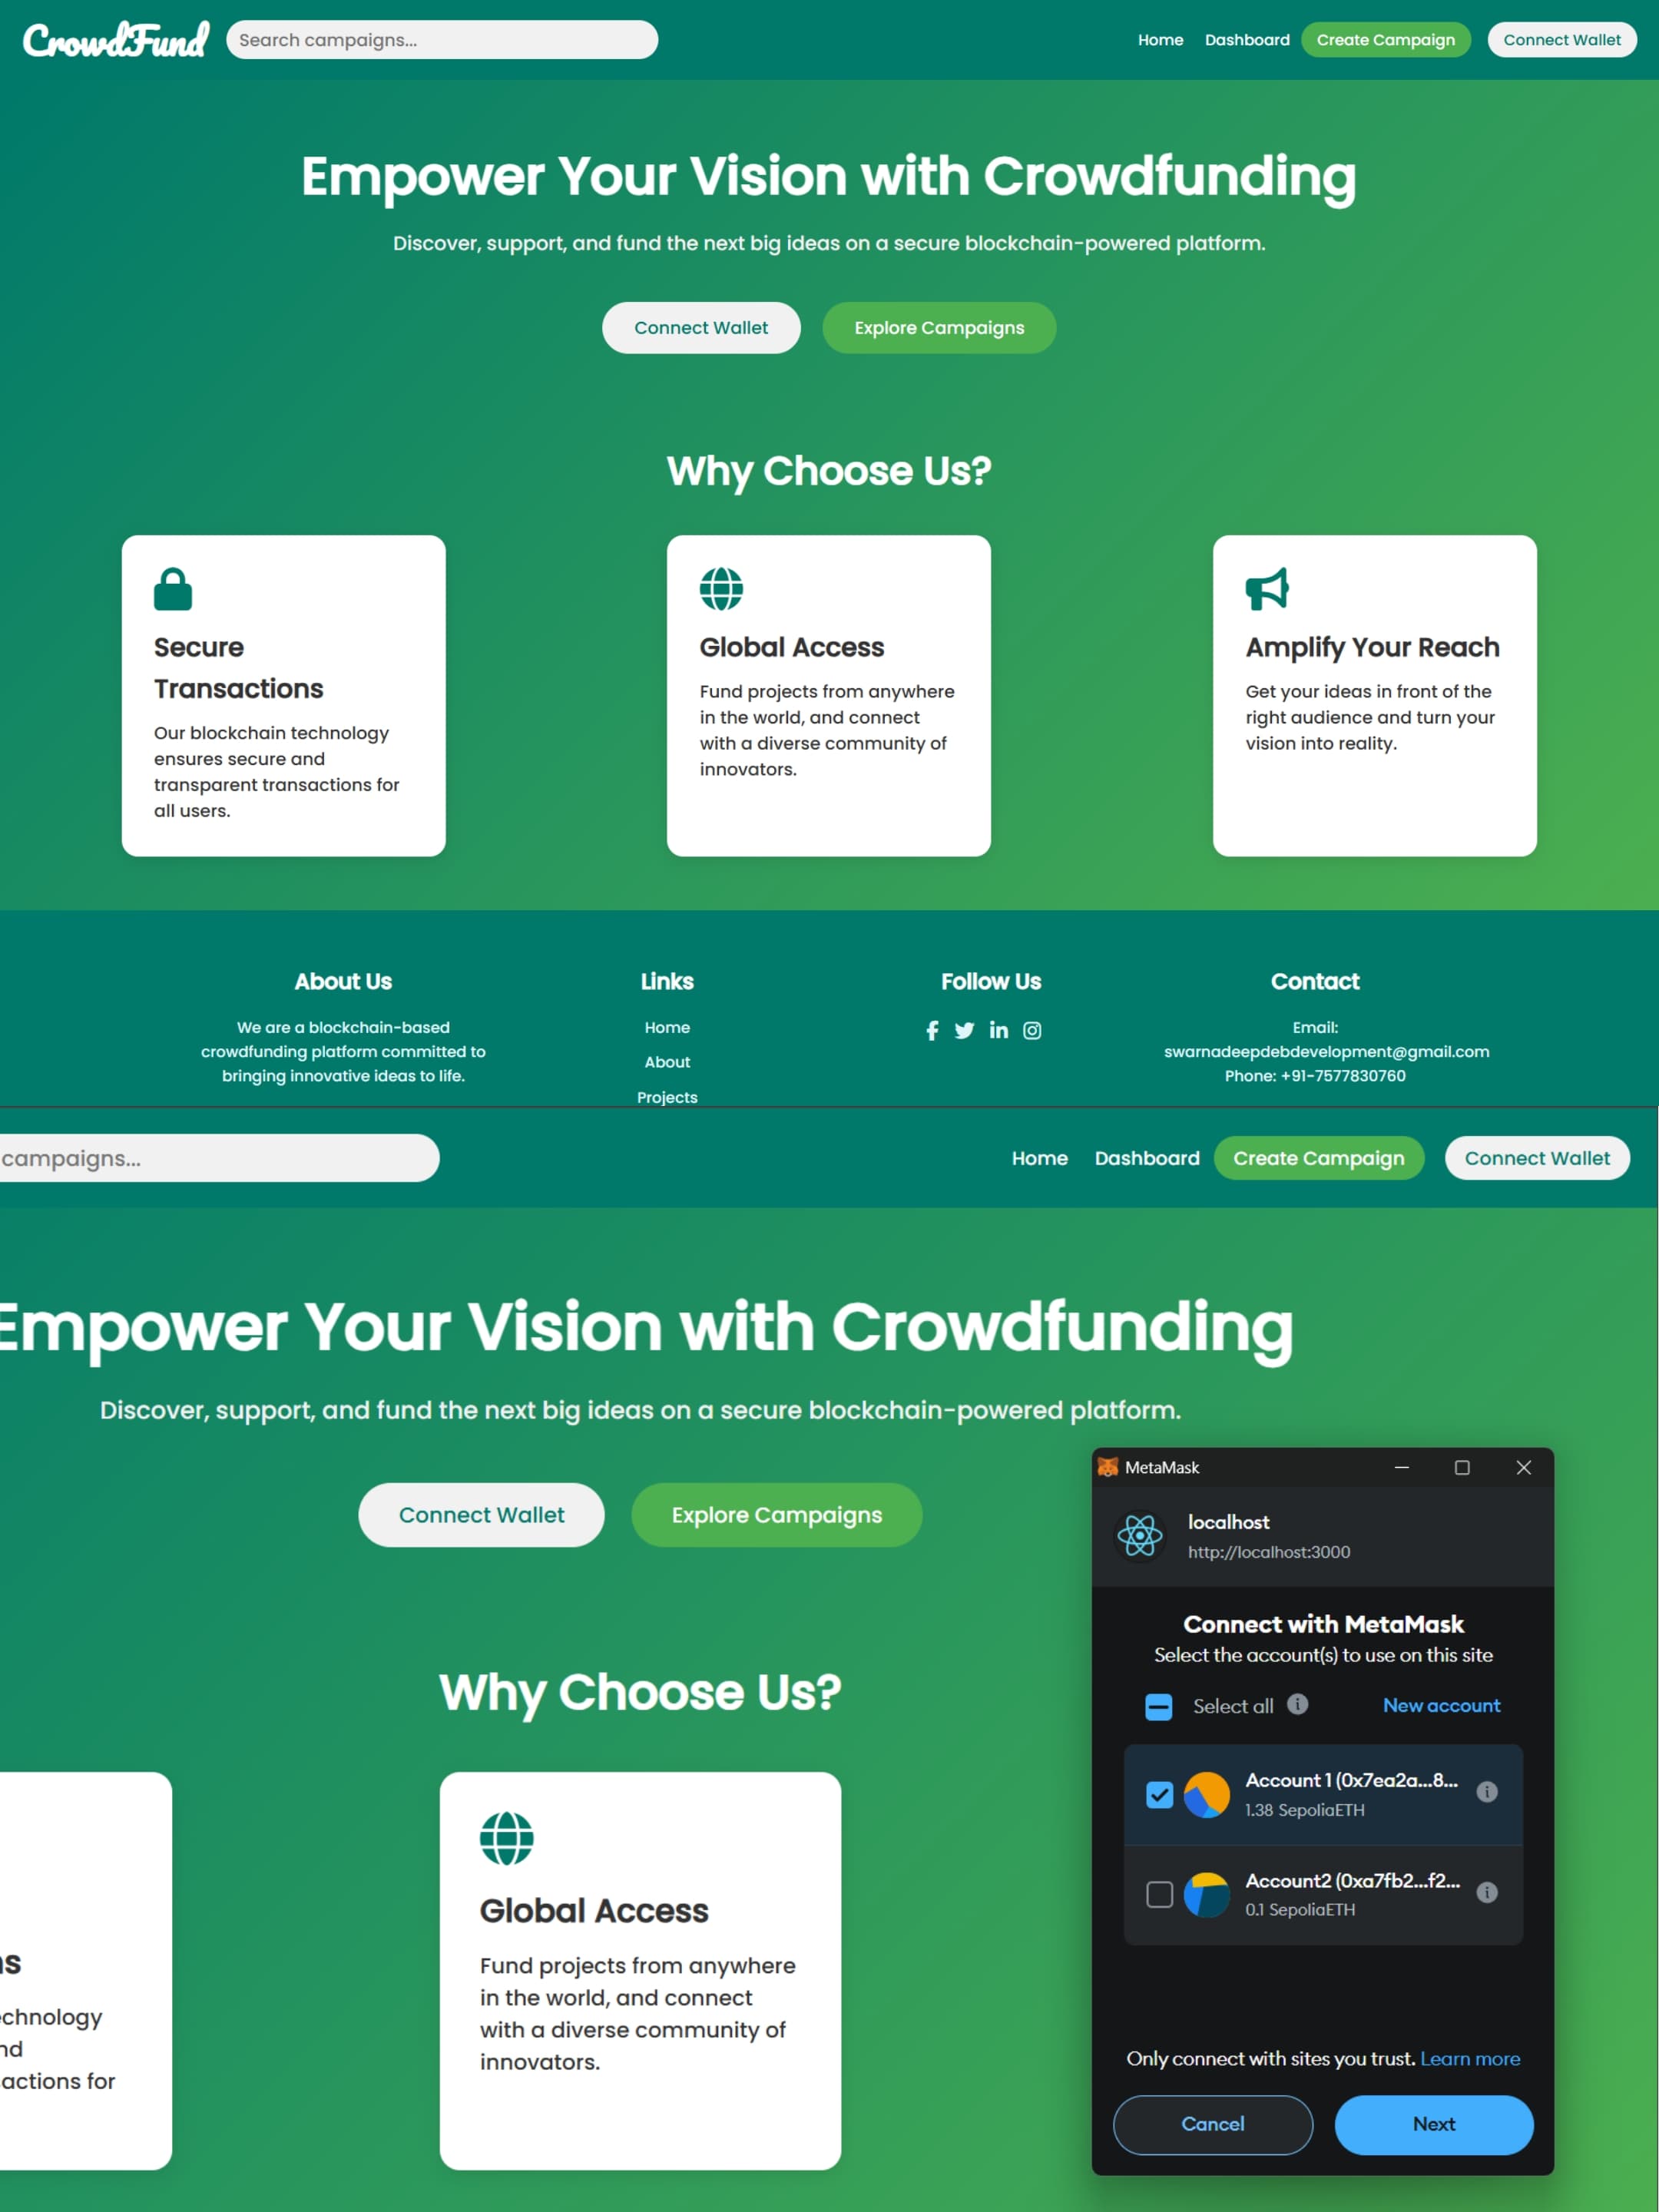 CrowdFund
Search campaigns...
Home
Dashboard
Create Campaign
Connect Wallet
Empower Your Vision with Crowdfunding
Discover, support, and fund the next big ideas on a secure blockchain-powered platform.
Connect Wallet
Explore Campaigns
Why Choose Us?
Secure
Transactions
Our blockchain technology
ensures secure and
transparent transactions for
all users.
Global Access
Fund projects from anywhere
in the world, and connect
with a diverse community of
innovators.
Amplify Your Reach
Get your ideas in front of the
right audience and turn your
vision into reality.
About Us
We are a blockchain-based
crowdfunding platform committed to
bringing innovative ideas to life.
Links
Home
About
Projects
Follow Us
Contact
Email:
swarnadeepdebdevelopment@gmail.com
Phone: +91-7577830760
campaigns...
Home
Dashboard
Create Campaign
Connect Wallet
Empower Your Vision with Crowdfunding
Discover, support, and fund the next big ideas on a secure blockchain-powered platform.
Connect Wallet
Explore Campaigns
Why Choose Us?
ns
echnology
nd
actions for
Global Access
Fund projects from anywhere
in the world, and connect
with a diverse community of
innovators.
MetaMask
localhost
http://localhost:3000
Connect with MetaMask
Select the account(s) to use on this site
Select all
New account
Account 1 (0x7ea2a...8...
1.38 SepoliaETH
Account2 (0xa7fb2...f2...
0.1 SepoliaETH
Only connect with sites you trust. Learn more
Cancel
Next